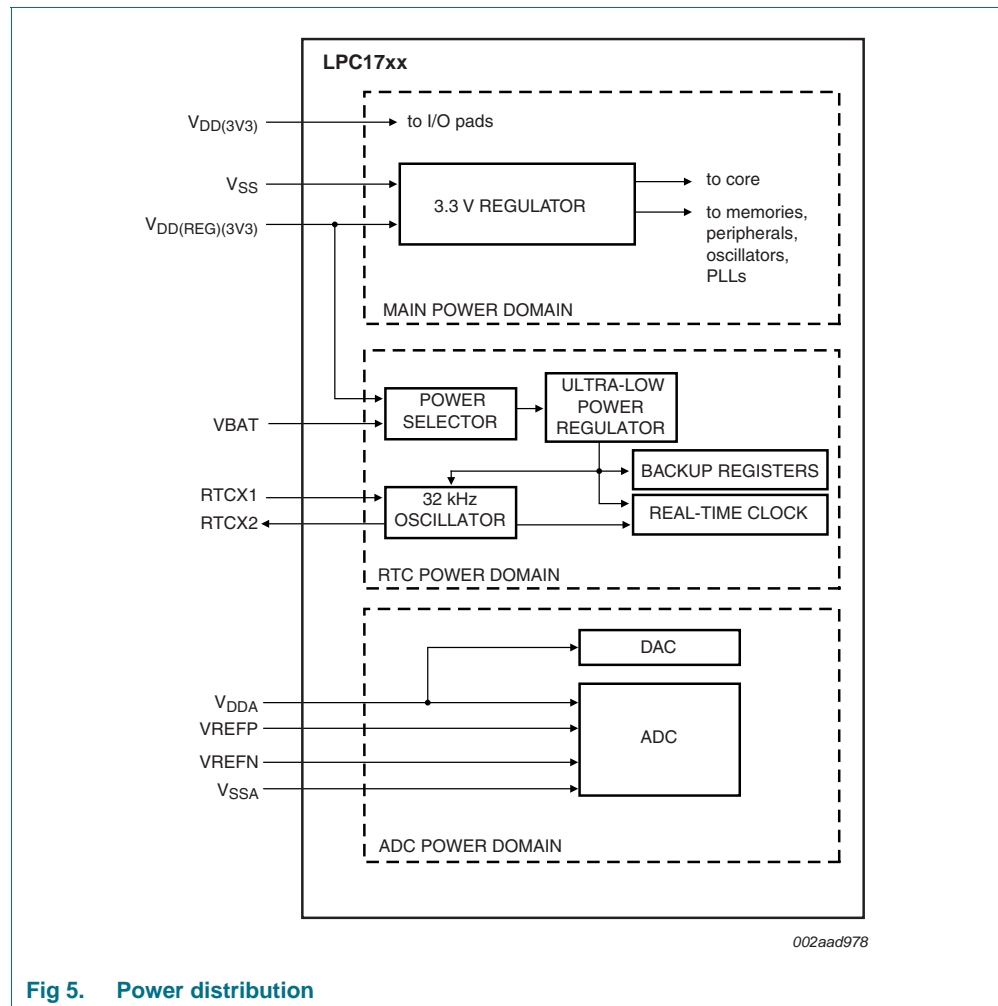 LPC17xx
VDD(3V3)
to I/O pads
VSS
3.3 V REGULATOR
to core
VDD(REG)(3V3)
to memories,
peripherals,
oscillators,
PLLs
MAIN POWER DOMAIN
ULTRA-LOW
POWER
REGULATOR
POWER
SELECTOR
VBAT
BACKUP REGISTERS
RTCX1
32 kHz
OSCILLATOR
RTCX2
REAL-TIME CLOCK
RTC POWER DOMAIN
DAC
VDDA
VREFP
ADC
VREFN
VSSA
ADC POWER DOMAIN
002aad978
Fig 5. Power distribution